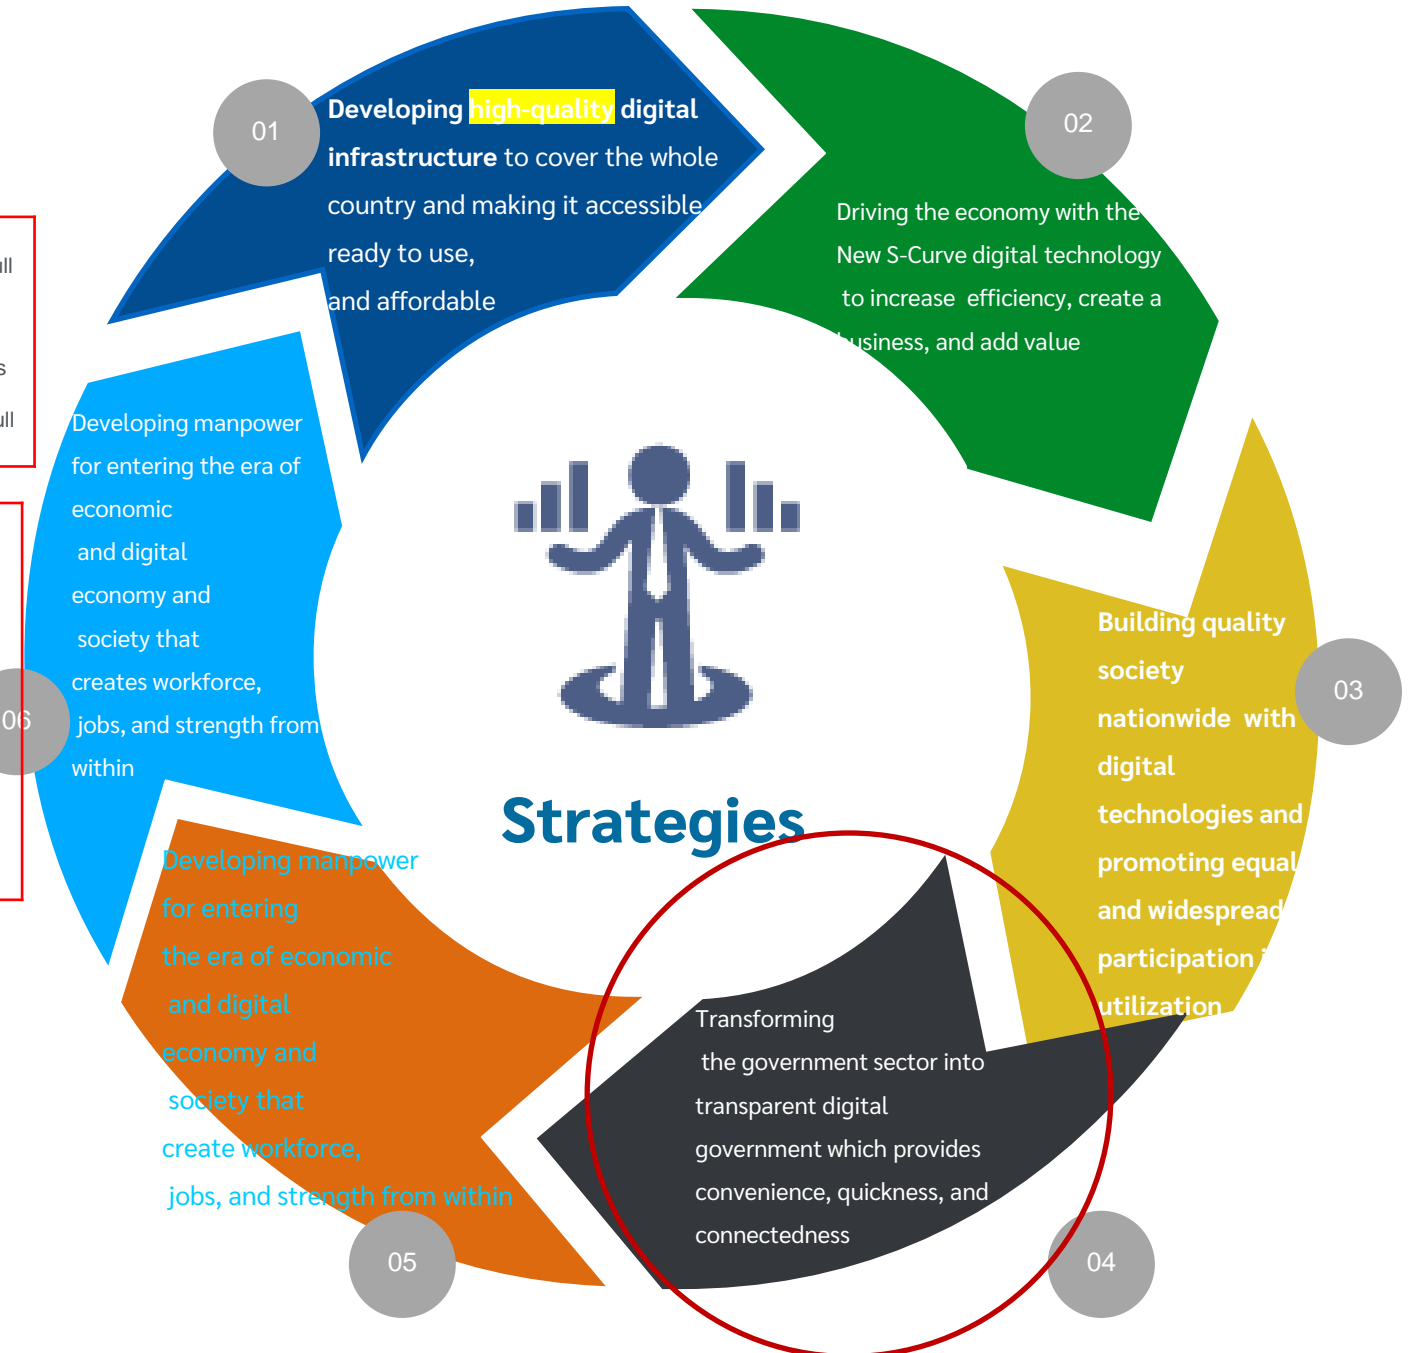 01
Developing high-quality digital
infrastructure to cover the whole
country and making it accessible,
ready to use,
and affordable
02
Driving the economy with the
New S-Curve digital technology
to increase efficiency, create a
business, and add value
03
Building quality
society
nationwide with
digital
technologies and
promoting equal
and widespread
participation
utilization
04
Transforming
the government sector into
transparent digital
government which provides
convenience, quickness, and
connectedness
05
Developing manpower
for entering
the era of economic
and digital
economy and
society that
create workforce,
jobs, and strength from within
06
Developing manpower
for entering the era of
economic
and digital
economy and
society that
creates workforce,
jobs, and strength from
within
Strategies